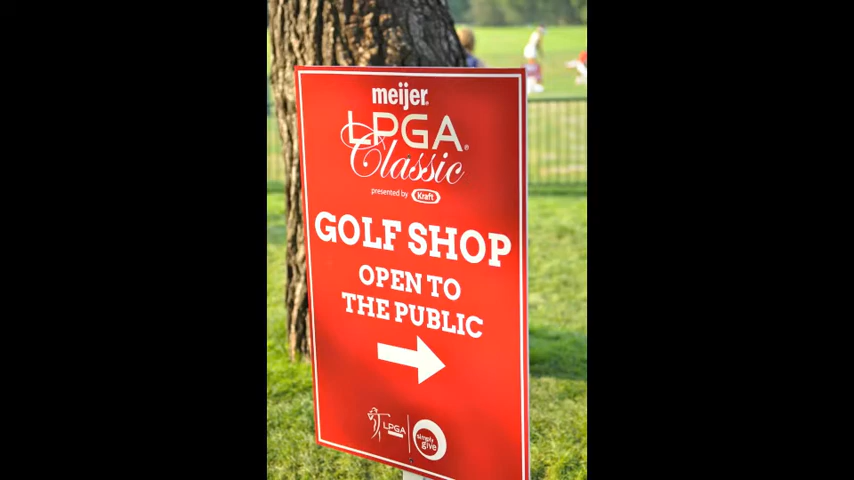 meijer
LPGA
Classic
presented by Kraft
GOLF SHOP
OPEN TO
THE PUBLIC
LPGA
simply
give